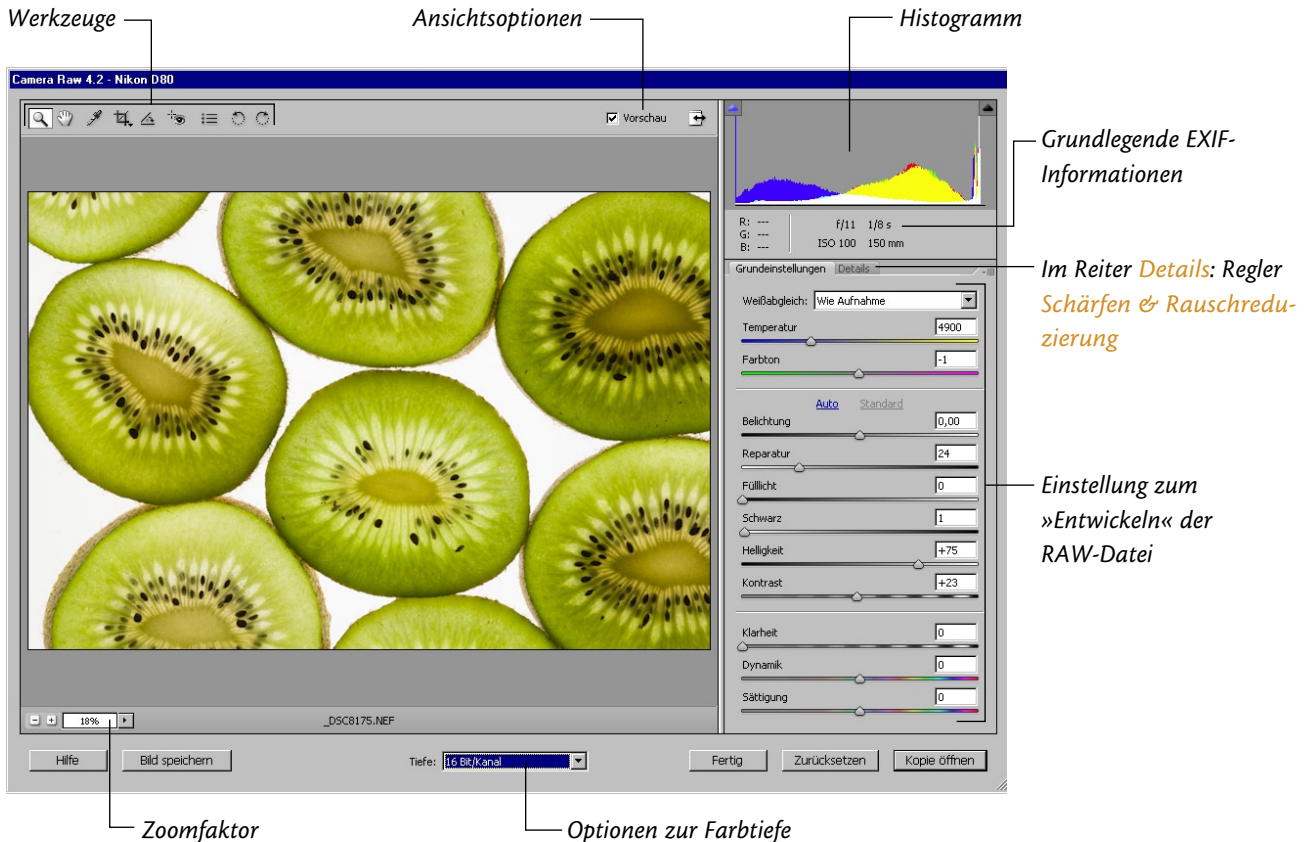 Werkzeuge
Ansichtsoptionen
Histogramm
Camera Raw 4.2 - Nikon D80
Vorschau
Grundlegende EXIF-
Informationen
R: ---
G: ---
B: ---
f/11 1/8 s
ISO 100 150 mm
Grundeinstellungen Details
Im Reiter Details: Regler
Schärfen & Rauschredu-
zierung
Weißabgleich: Wie Aufnahme
Temperatur 4900
Farbton -1
Auto Standard
Belichtung 0,00
Reparatur 24
Fülllicht 0
Schwarz 1
Helligkeit +75
Kontrast +23
Einstellung zum
»Entwickeln« der
RAW-Datei
Klarheit 0
Dynamik 0
Sättigung 0
18%
_DSC8175.NEF
Hilfe
Bild speichern
Tiefe: 16 Bit/Kanal
Fertig
Zurücksetzen
Kopie öffnen
Zoomfaktor
Optionen zur Farbtiefe